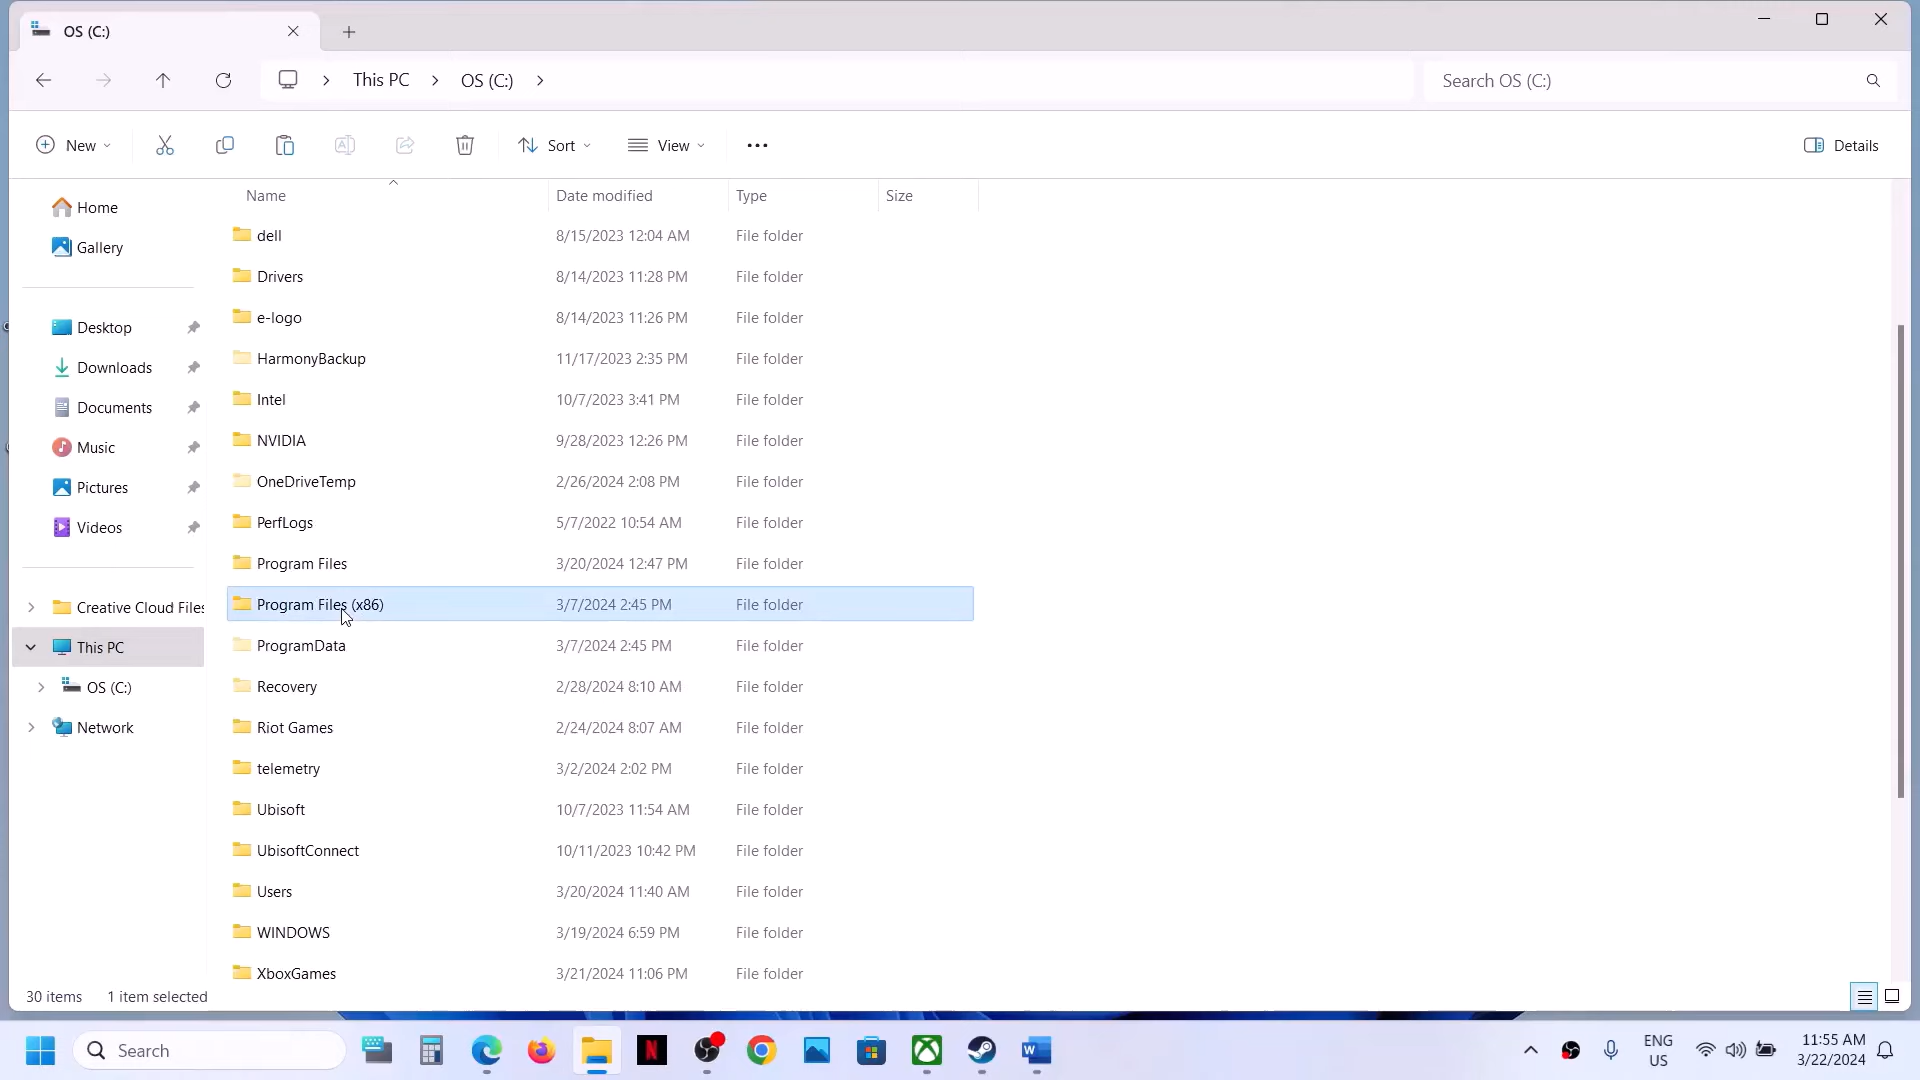 OS (C:)
This PC
OS (C:)
Search OS (C:)
New
Sort
View
Details
Name
Date modified
Type
Size
Home
Gallery
Desktop
Downloads
Documents
Music
Pictures
Videos
Creative Cloud Files
This PC
OS (C:)
Network
dell 8/15/2023 12:04 AM File folder
Drivers 8/14/2023 11:28 PM File folder
e-logo 8/14/2023 11:26 PM File folder
HarmonyBackup 11/17/2023 2:35 PM File folder
Intel 10/7/2023 3:41 PM File folder
NVIDIA 9/28/2023 12:26 PM File folder
OneDriveTemp 2/26/2024 2:08 PM File folder
PerfLogs 5/7/2022 10:54 AM File folder
Program Files 3/20/2024 12:47 PM File folder
Program Files (x86) 3/7/2024 2:45 PM File folder
ProgramData 3/7/2024 2:45 PM File folder
Recovery 2/28/2024 8:10 AM File folder
Riot Games 2/24/2024 8:07 AM File folder
telemetry 3/2/2024 2:02 PM File folder
Ubisoft 10/7/2023 11:54 AM File folder
UbisoftConnect 10/11/2023 10:42 PM File folder
Users 3/20/2024 11:40 AM File folder
WINDOWS 3/19/2024 6:59 PM File folder
XboxGames 3/21/2024 11:06 PM File folder
30 items
1 item selected
Search
ENG
US
11:55 AM
3/22/2024